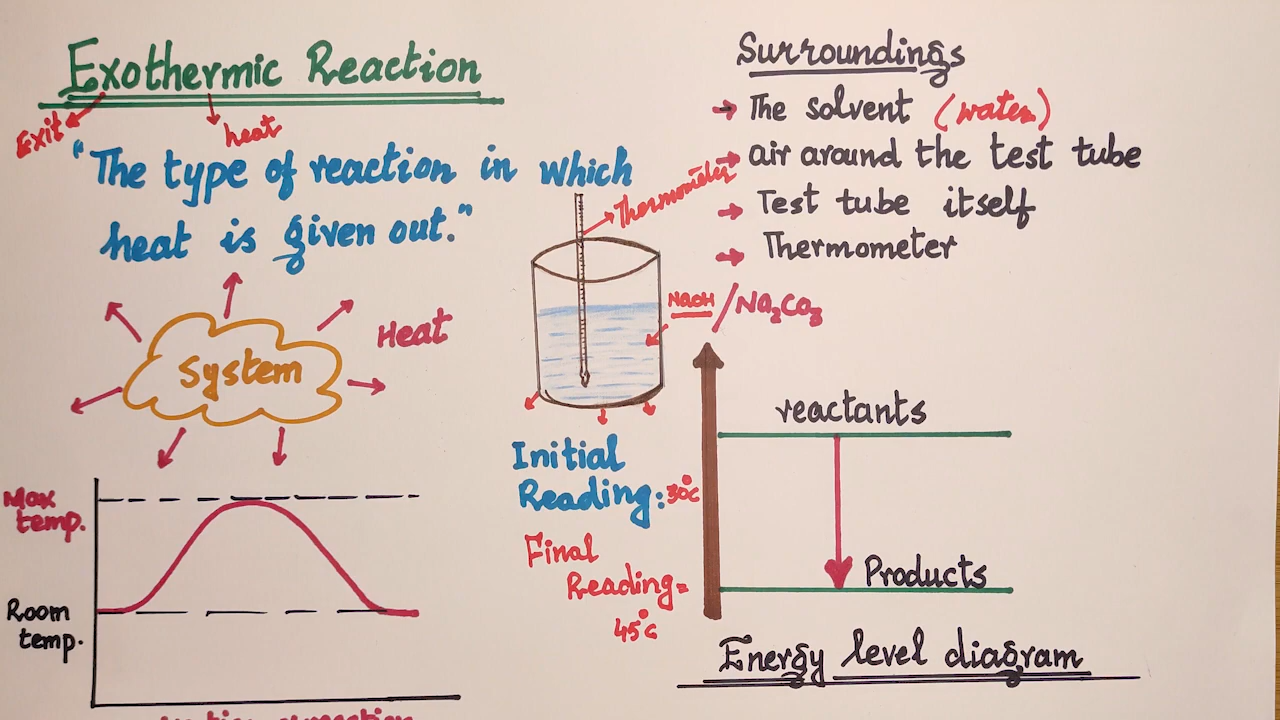 Exothermic Reaction
Exit
heat
"The type of reaction in which
heat is given out."
System
Heat
Max
temp.
Room
temp.
Thermometer
NaOH / Na₂CO₃
Initial
Reading: 30°C
Final
Reading=
45°C
Surroundings
→ The solvent (water)
→ air around the test tube
→ Test tube itself
→ Thermometer
reactants
Products
Energy level diagram